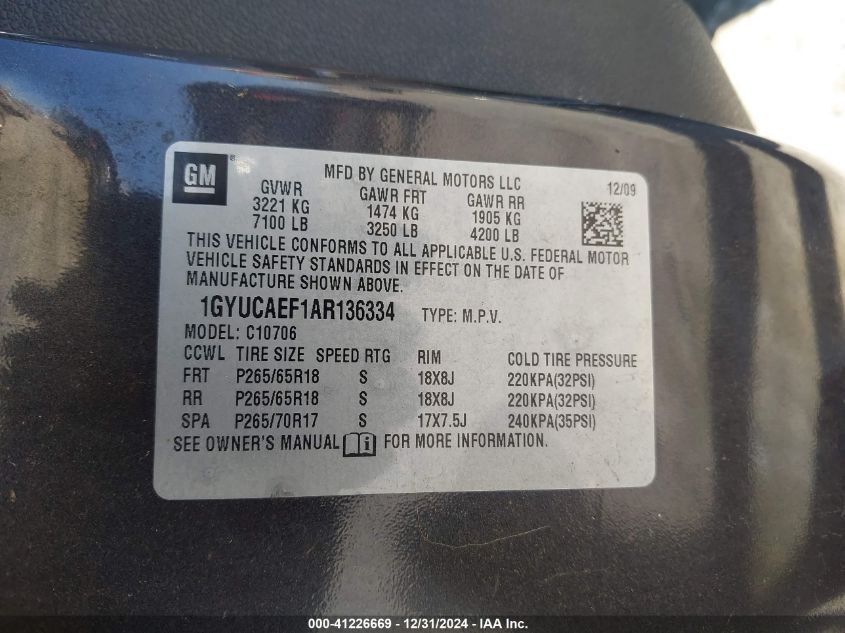 GM
MFD BY GENERAL MOTORS LLC
12/09
GVWR GAWR FRT GAWR RR
3221 KG 1474 KG 1905 KG
7100 LB 3250 LB 4200 LB
THIS VEHICLE CONFORMS TO ALL APPLICABLE U.S. FEDERAL MOTOR
VEHICLE SAFETY STANDARDS IN EFFECT ON THE DATE OF
MANUFACTURE SHOWN ABOVE.
1GYUCAEF1AR136334 TYPE: M.P.V.
MODEL: C10706
CCWL TIRE SIZE SPEED RTG RIM COLD TIRE PRESSURE
FRT P265/65R18 S 18X8J 220KPA(32PSI)
RR P265/65R18 S 18X8J 220KPA(32PSI)
SPA P265/70R17 S 17X7.5J 240KPA(35PSI)
SEE OWNER'S MANUAL FOR MORE INFORMATION.
000-41226669 - 12/31/2024 - IAA Inc.